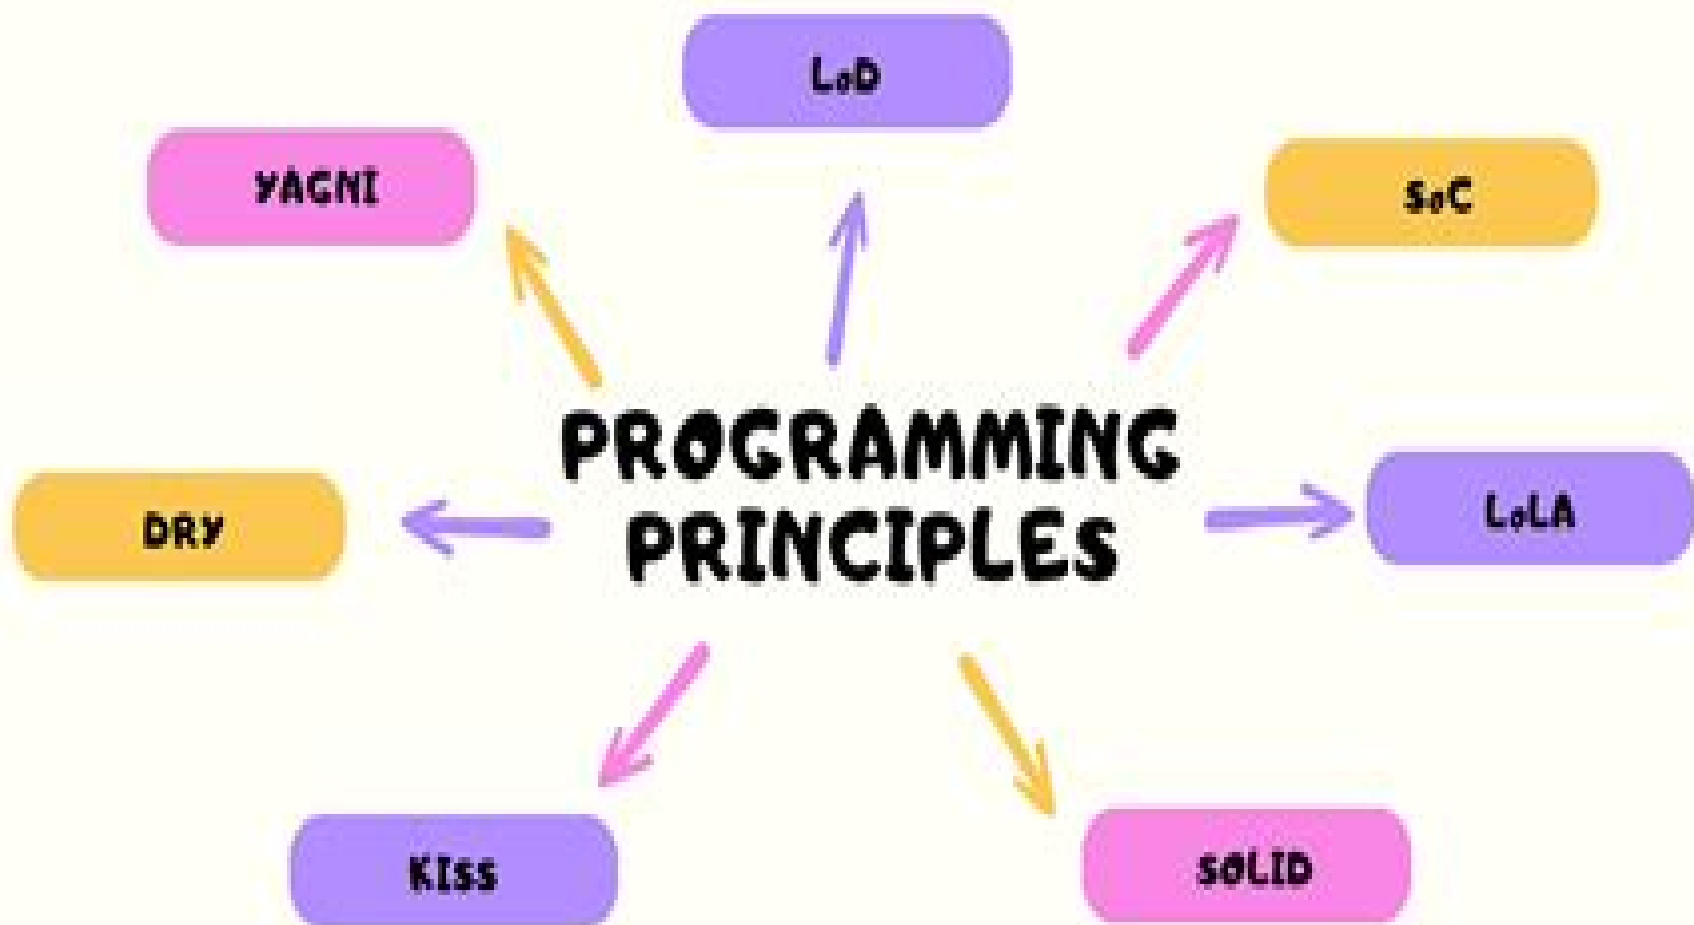 LoD
YAGNI
SoC
PROGRAMMING
PRINCIPLES
LoLA
DRY
KISS
SOLID